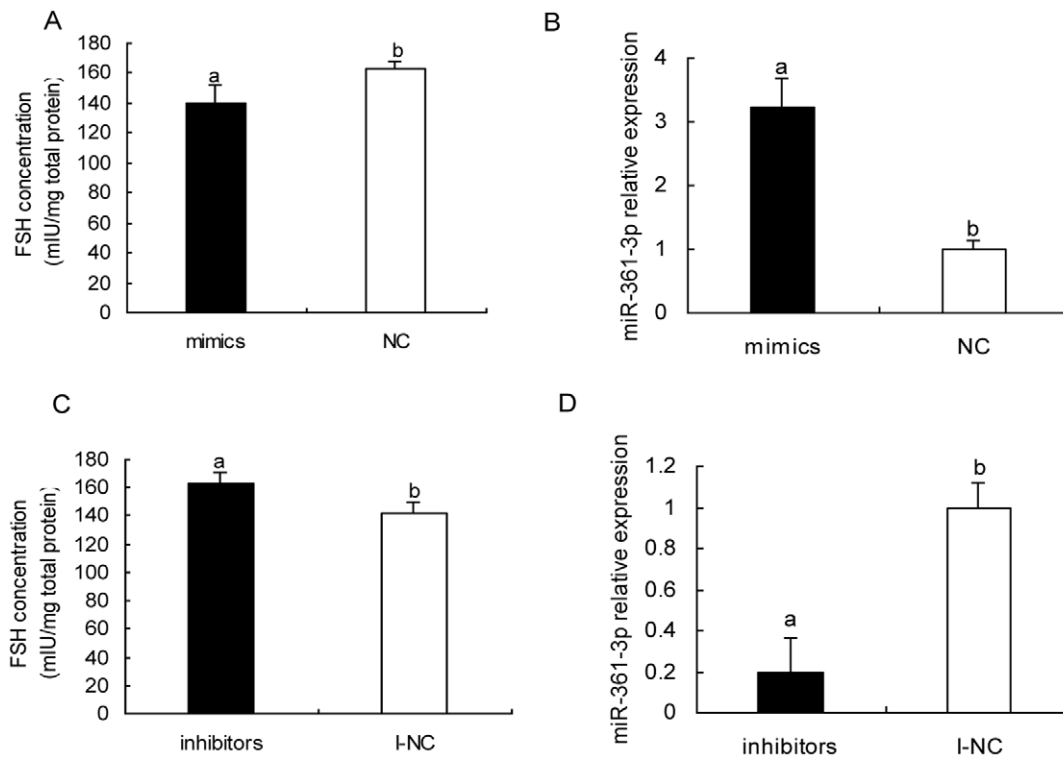 A
FSH concentration
(mIU/mg total protein)
180
160
140
120
100
80
60
40
20
0
a
b
mimics
NC
B
miR-361-3p relative expression
4
3
2
1
0
a
b
mimics
NC
C
FSH concentration
(mIU/mg total protein)
180
160
140
120
100
80
60
40
20
0
a
b
inhibitors
I-NC
D
miR-361-3p relative expression
1.2
1
0.8
0.6
0.4
0.2
0
a
b
inhibitors
I-NC